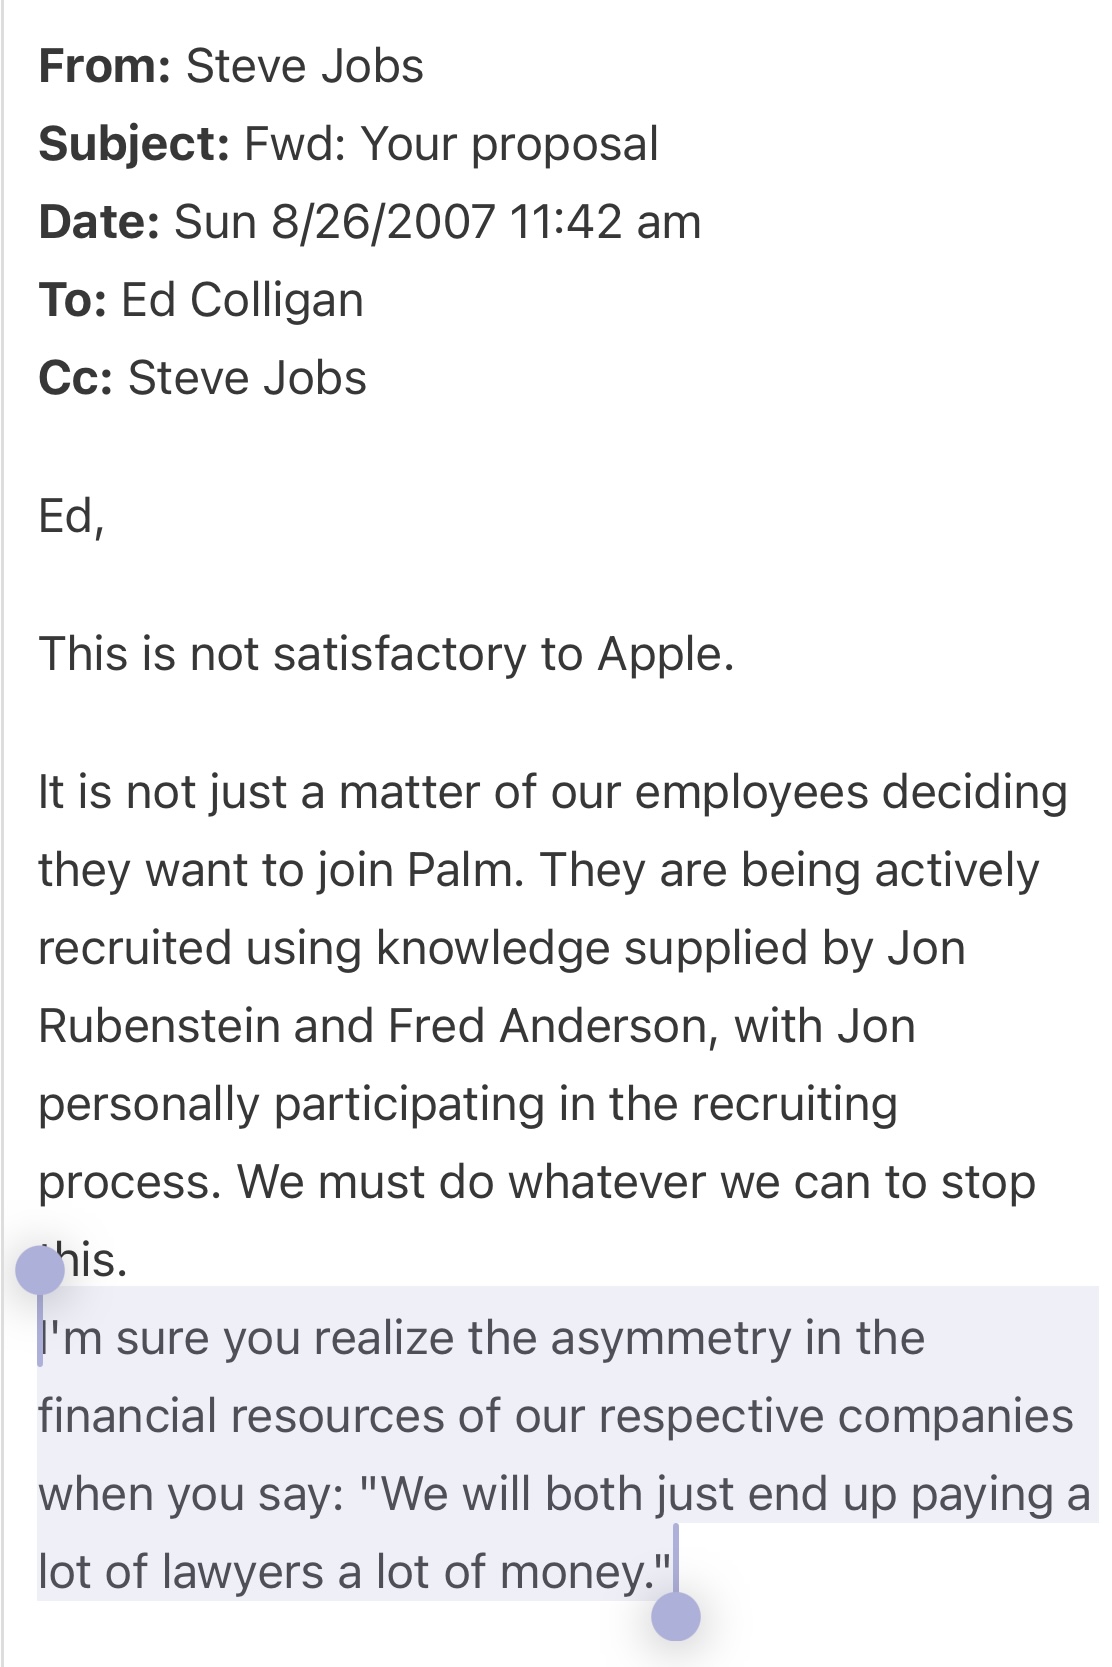 From: Steve Jobs
Subject: Fwd: Your proposal
Date: Sun 8/26/2007 11:42 am
To: Ed Colligan
Cc: Steve Jobs
Ed,
This is not satisfactory to Apple.
It is not just a matter of our employees deciding
they want to join Palm. They are being actively
recruited using knowledge supplied by Jon
Rubenstein and Fred Anderson, with Jon
personally participating in the recruiting
process. We must do whatever we can to stop
this.
I'm sure you realize the asymmetry in the
financial resources of our respective companies
when you say: "We will both just end up paying a
lot of lawyers a lot of money."